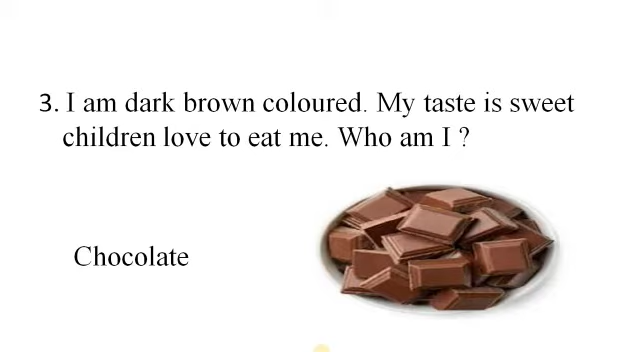 3. I am dark brown coloured. My taste is sweet
children love to eat me. Who am I ?
Chocolate